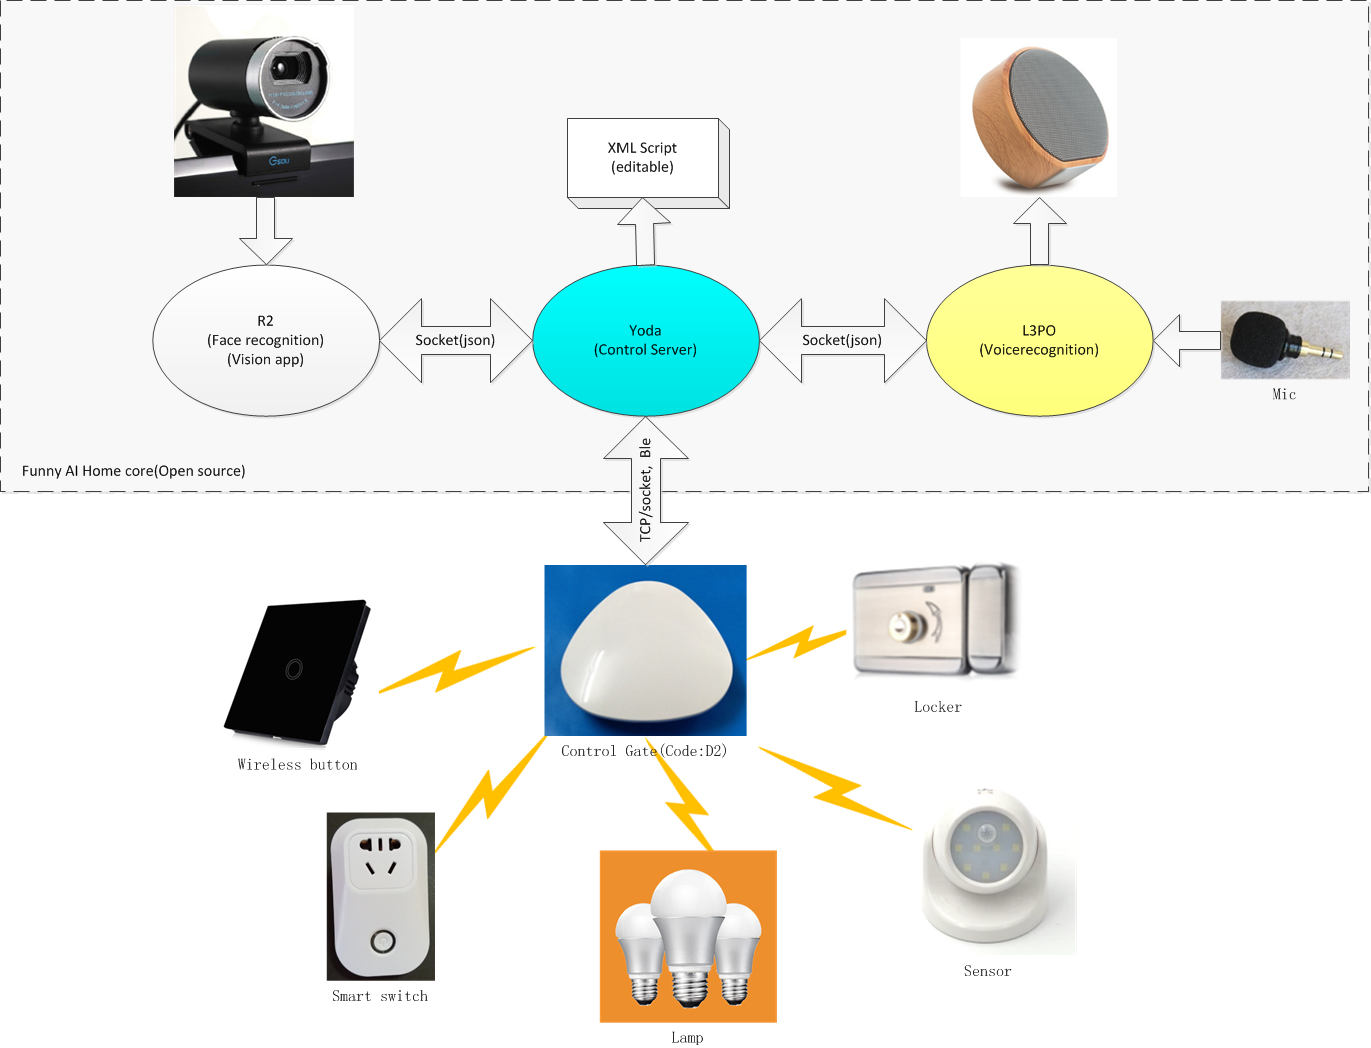 GSOU
XML Script
(editable)
R2
(Face recognition)
(Vision app)
Socket(json)
Yoda
(Control Server)
Socket(json)
L3PO
(Voicerecognition)
Mic
Funny AI Home core(Open source)
TCP/socket, Ble
Locker
Control Gate(Code:D2)
Wireless button
Smart switch
Sensor
Lamp